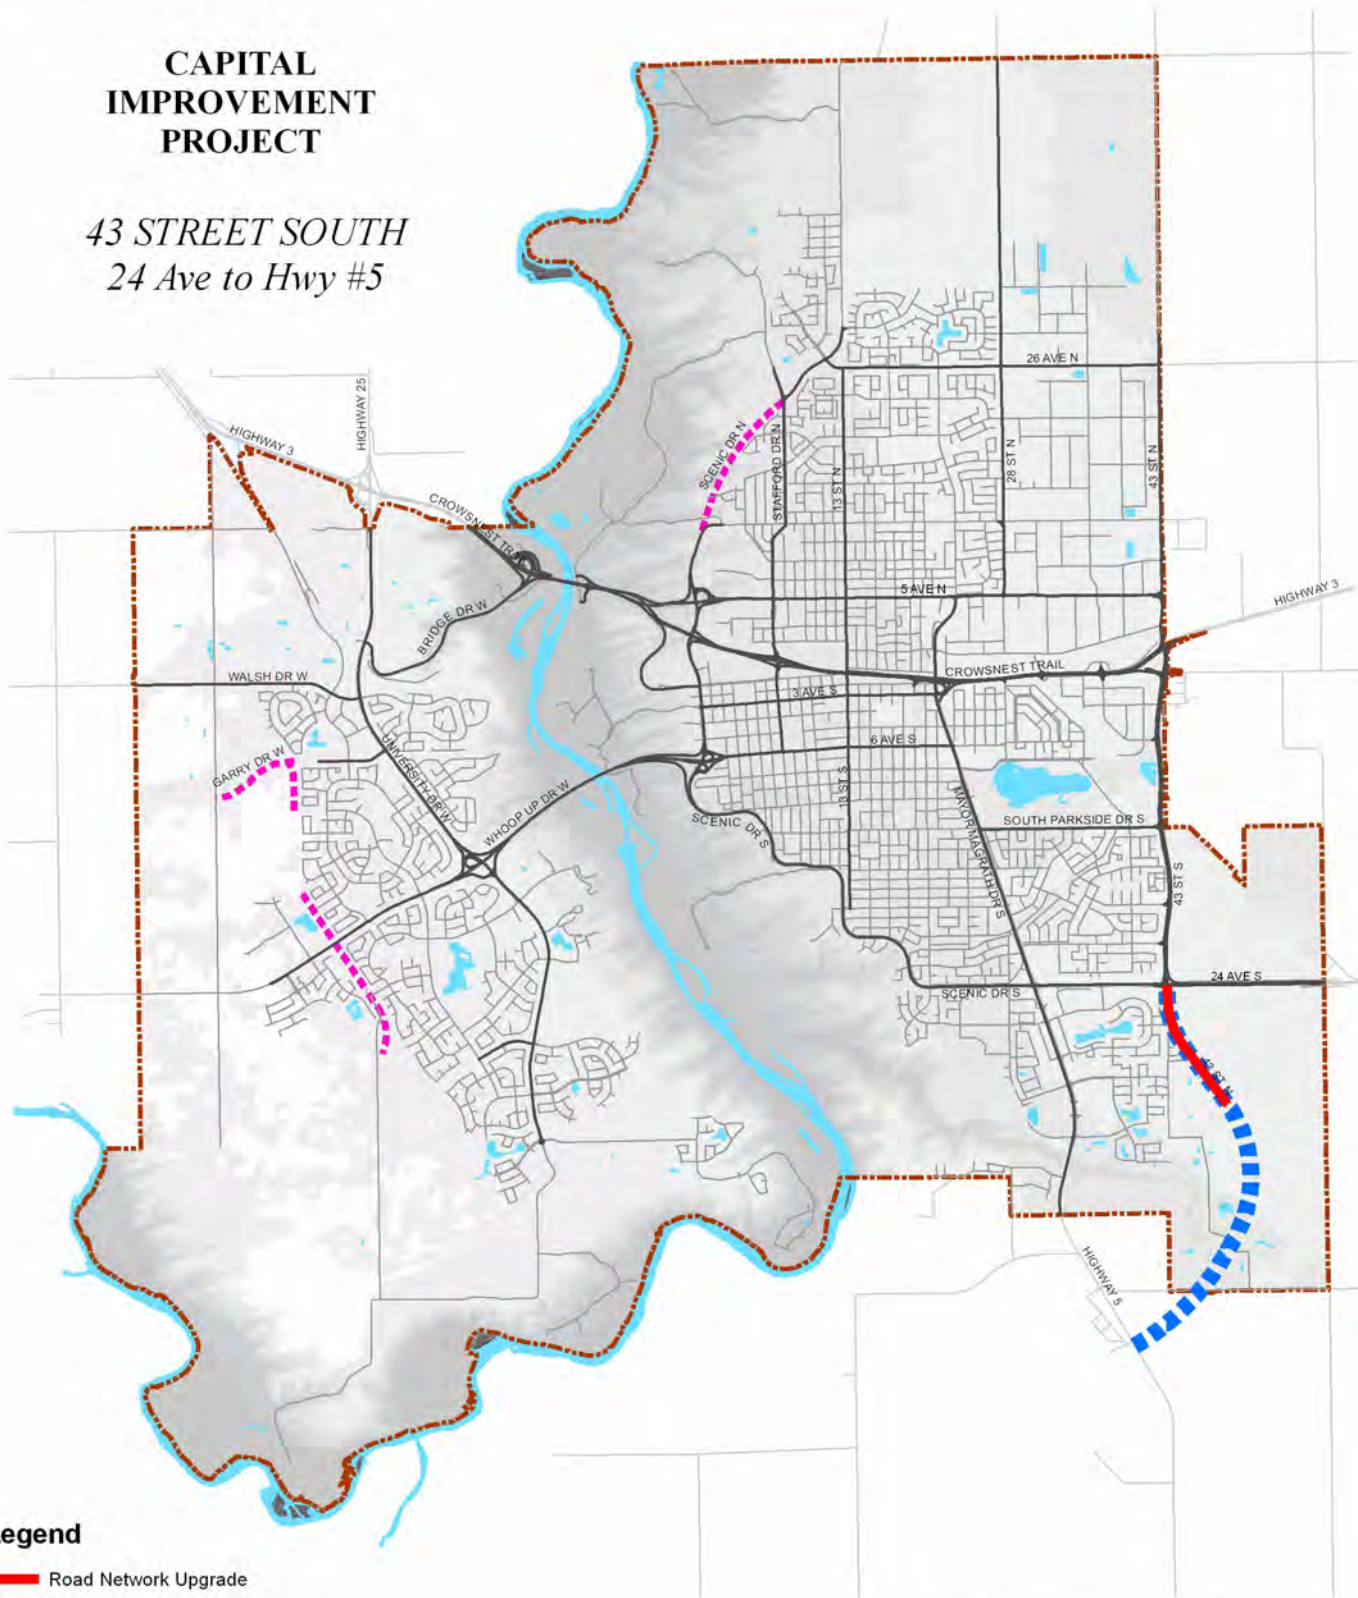 CAPITAL
IMPROVEMENT
PROJECT
43 STREET SOUTH
24 Ave to Hwy #5
26 AVE N
HIGHWAY 25
HIGHWAY 3
SCENIC DR N
STAFFORD DR N
13 ST N
28 ST N
43 ST N
CROWSNEST TRAIL
5 AVE N
HIGHWAY 3
BRIDGE DR W
WALSH DR W
CROWSNEST TRAIL
3 AVE S
6 AVE S
UNIVERSITY DR W
GARRY DR W
WHOOP UP DR W
13 ST S
MAYOR MAGRATH DR S
SCENIC DR S
SOUTH PARKSIDE DR S
43 ST S
24 AVE S
SCENIC DR S
HIGHWAY 5
egend
Road Network Upgrade